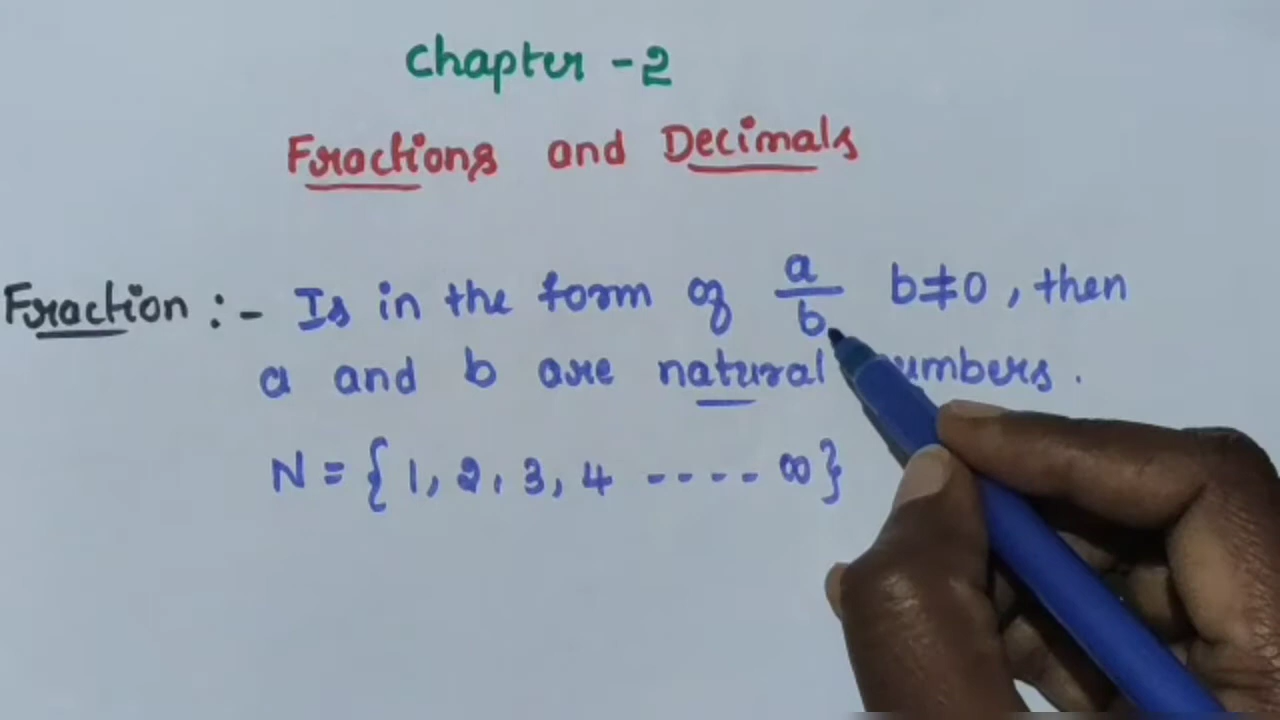 Chapter - 2
Fractions and Decimals
Fraction :- Is in the form of a/b b≠0, then
a and b are natural numbers.
N = {1, 2, 3, 4 ---- ∞}